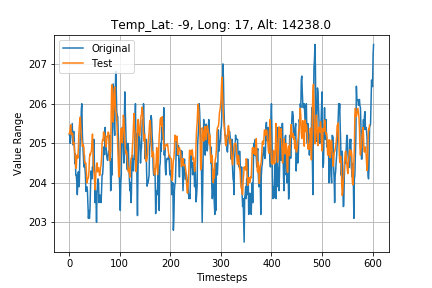 Temp_Lat: -9, Long: 17, Alt: 14238.0
Original
Test
Value Range
207
206
205
204
203
0 100 200 300 400 500 600
Timesteps